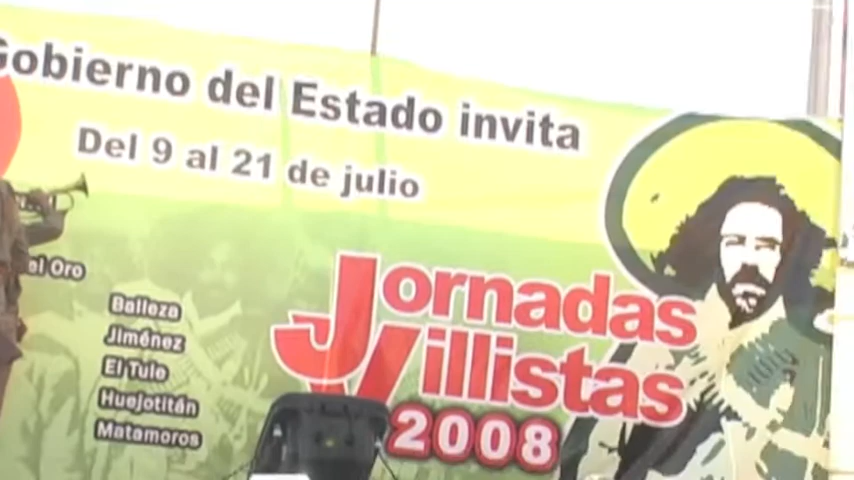 Gobierno del Estado invita
Del 9 al 21 de julio
el Oro
Balleza
Jiménez
El Tule
Huejotitán
Matamoros
Jornadas
Villistas
2008